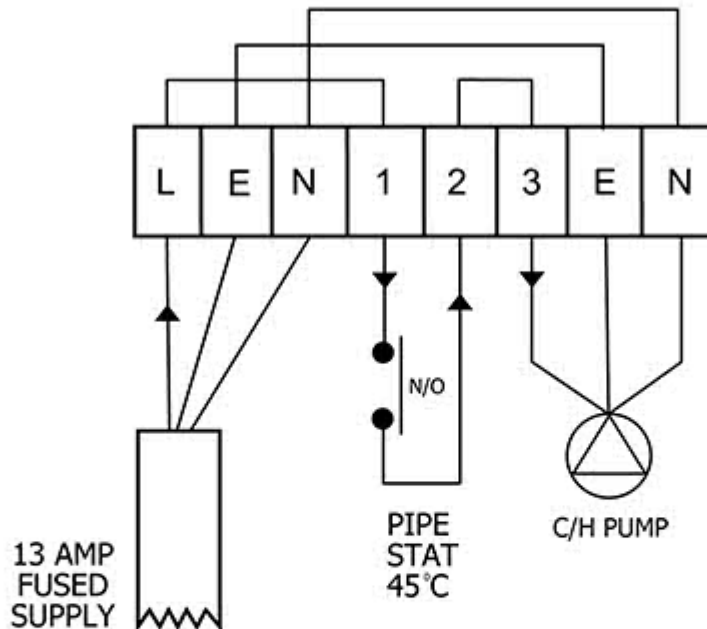 L E N 1 2 3 E N
N/O
13 AMP
FUSED
SUPPLY
PIPE
STAT
45°C
C/H PUMP